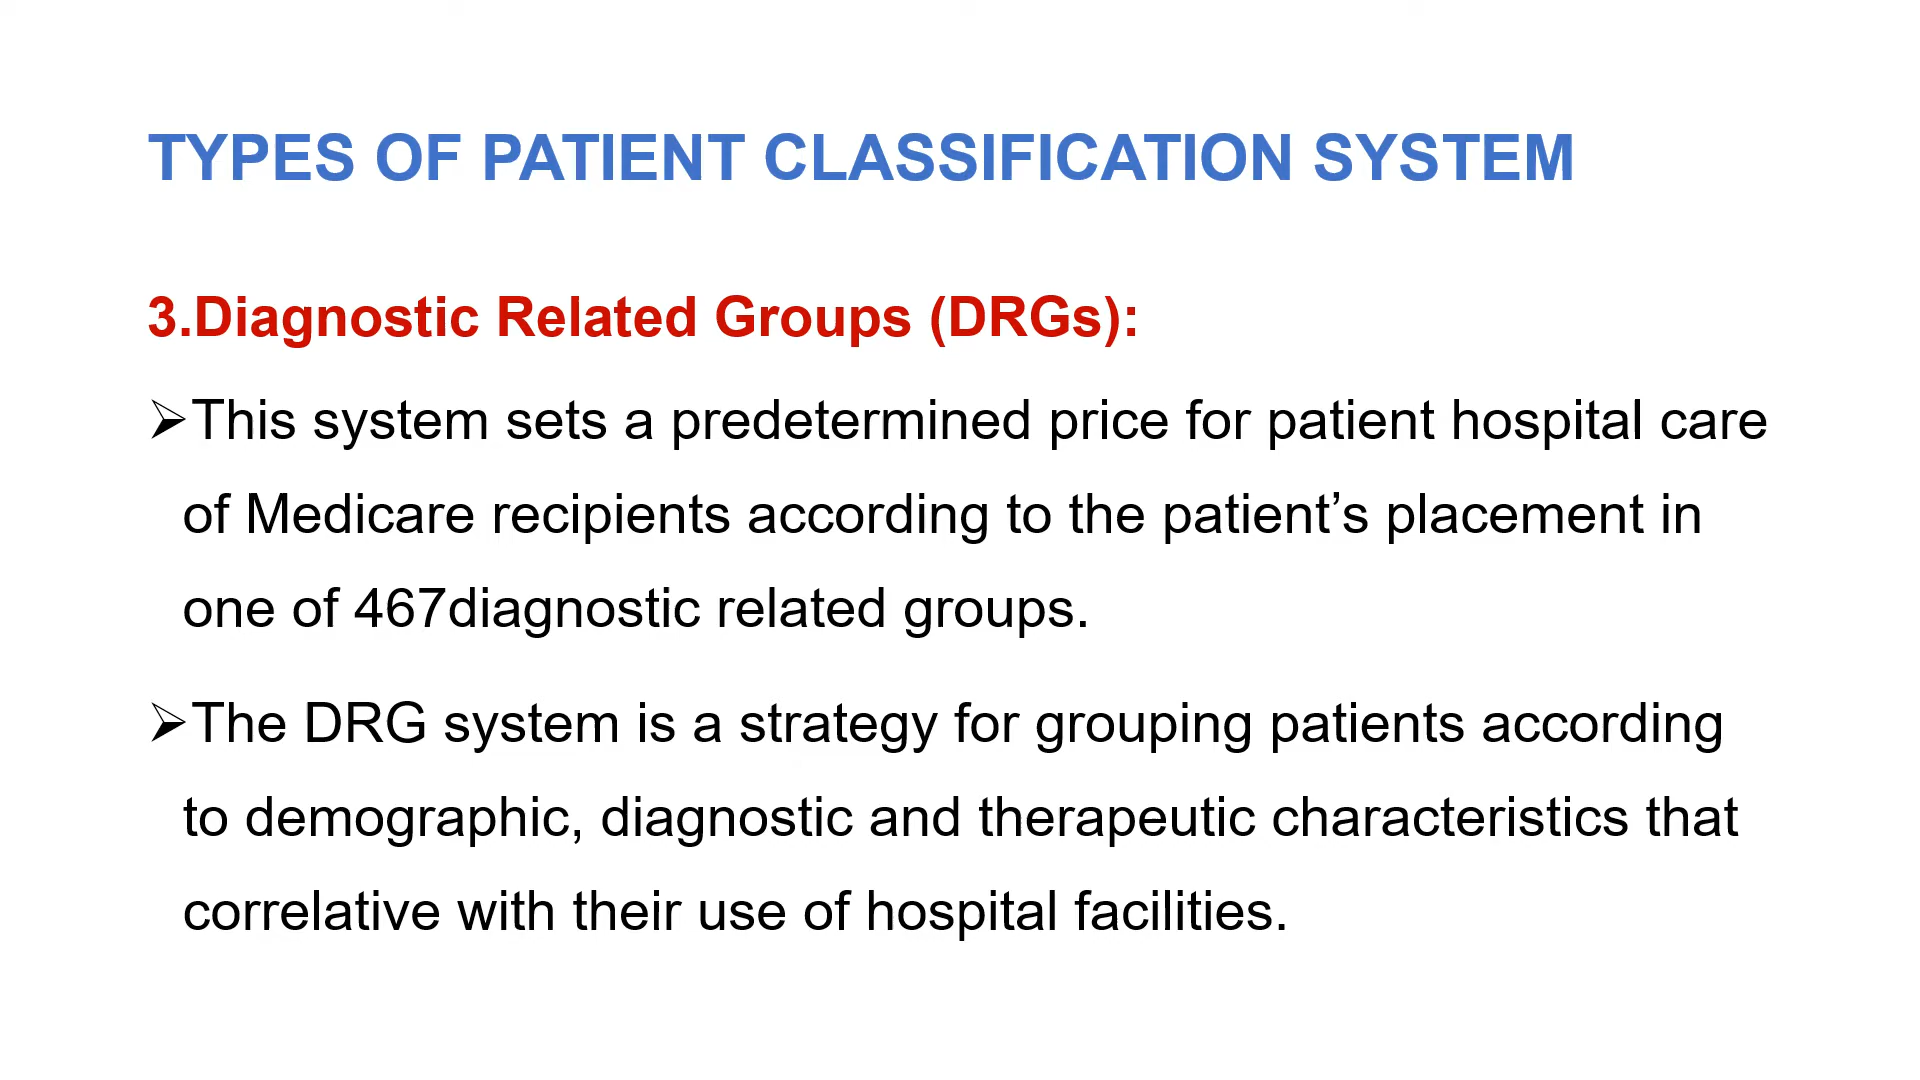 TYPES OF PATIENT CLASSIFICATION SYSTEM
3.Diagnostic Related Groups (DRGs):
➢This system sets a predetermined price for patient hospital care
of Medicare recipients according to the patient’s placement in
one of 467diagnostic related groups.
➢The DRG system is a strategy for grouping patients according
to demographic, diagnostic and therapeutic characteristics that
correlative with their use of hospital facilities.